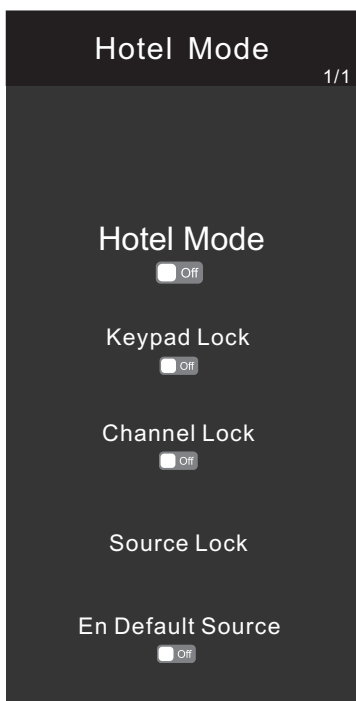 Hotel Mode
1/1
Hotel Mode
Off
Keypad Lock
Off
Channel Lock
Off
Source Lock
En Default Source
Off